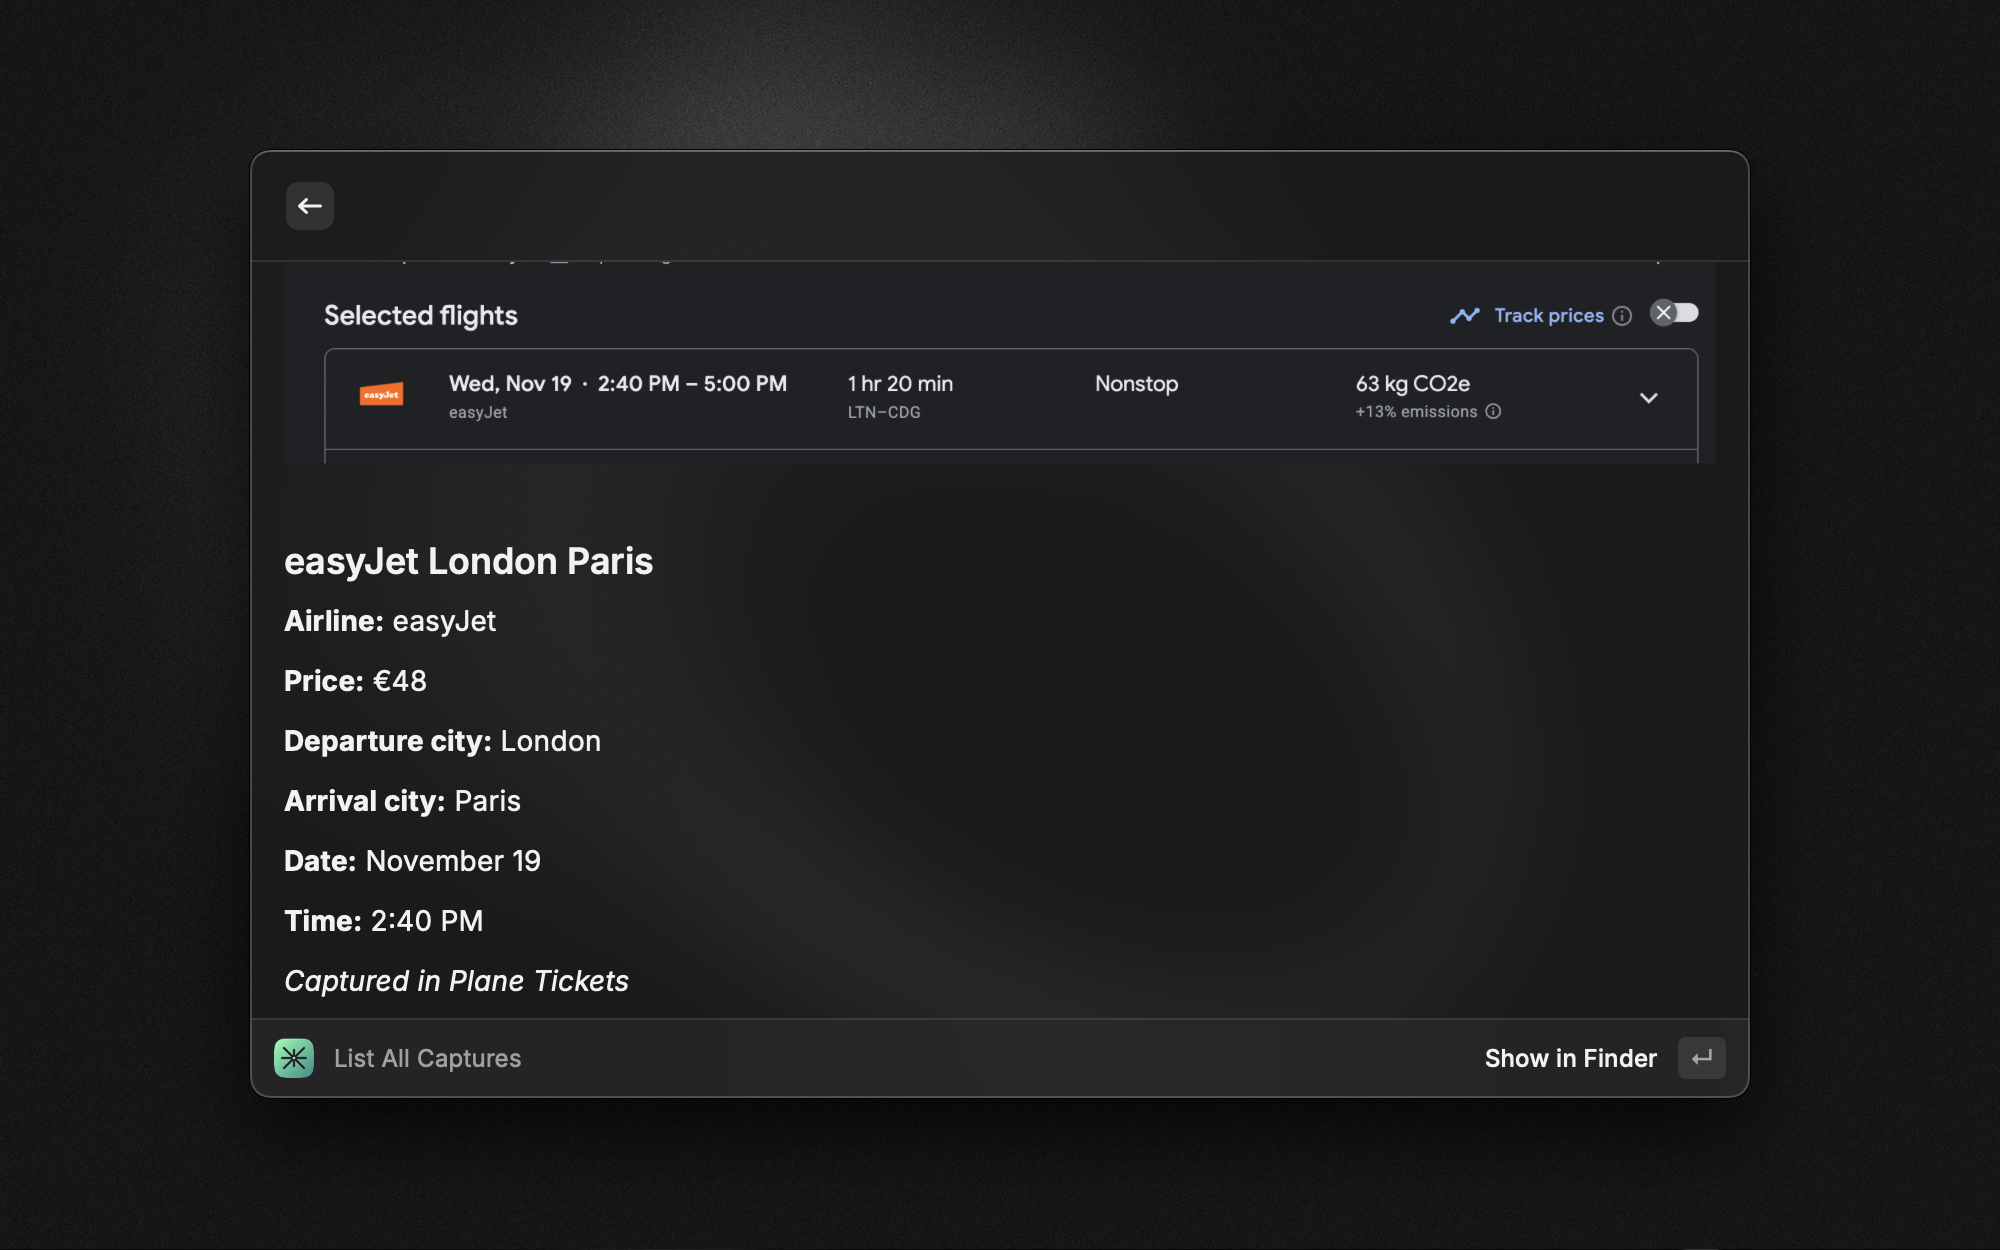 Selected flights
Track prices
easyJet
Wed, Nov 19 · 2:40 PM – 5:00 PM
1 hr 20 min
Nonstop
63 kg CO2e
easyJet
LTN–CDG
+13% emissions
easyJet London Paris
Airline: easyJet
Price: €48
Departure city: London
Arrival city: Paris
Date: November 19
Time: 2:40 PM
Captured in Plane Tickets
List All Captures
Show in Finder